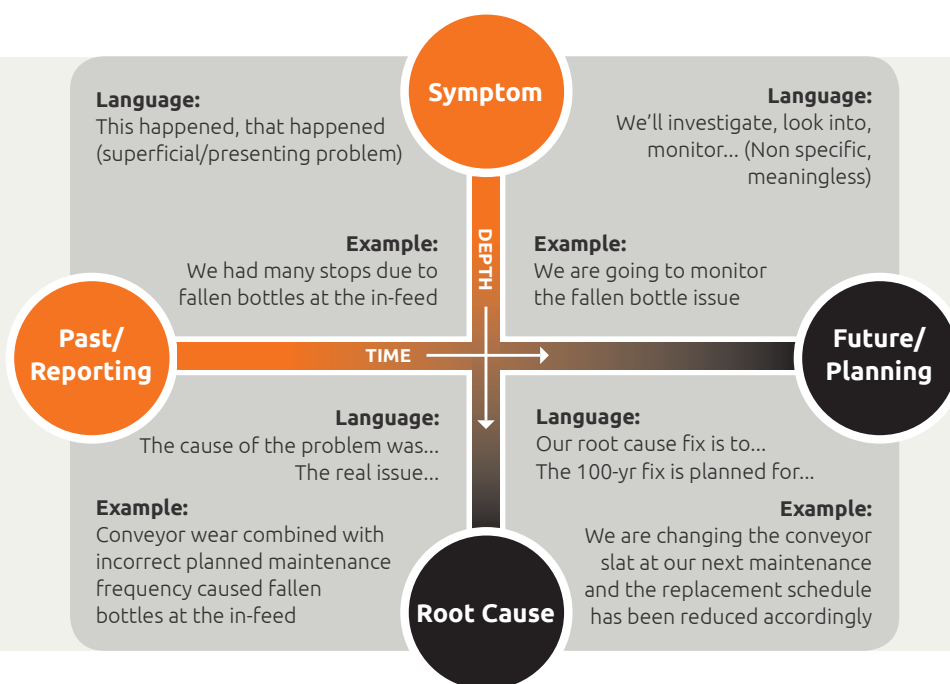 Symptom
Language:
This happened, that happened
(superficial/presenting problem)
Language:
We’ll investigate, look into,
monitor... (Non specific,
meaningless)
Example:
We had many stops due to
fallen bottles at the in-feed
DEPTH
Example:
We are going to monitor
the fallen bottle issue
Past/
Reporting
TIME
Future/
Planning
Language:
The cause of the problem was...
The real issue...
Example:
Conveyor wear combined with
incorrect planned maintenance
frequency caused fallen
bottles at the in-feed
Language:
Our root cause fix is to...
The 100-yr fix is planned for...
Example:
We are changing the conveyor
slat at our next maintenance
and the replacement schedule
has been reduced accordingly
Root Cause